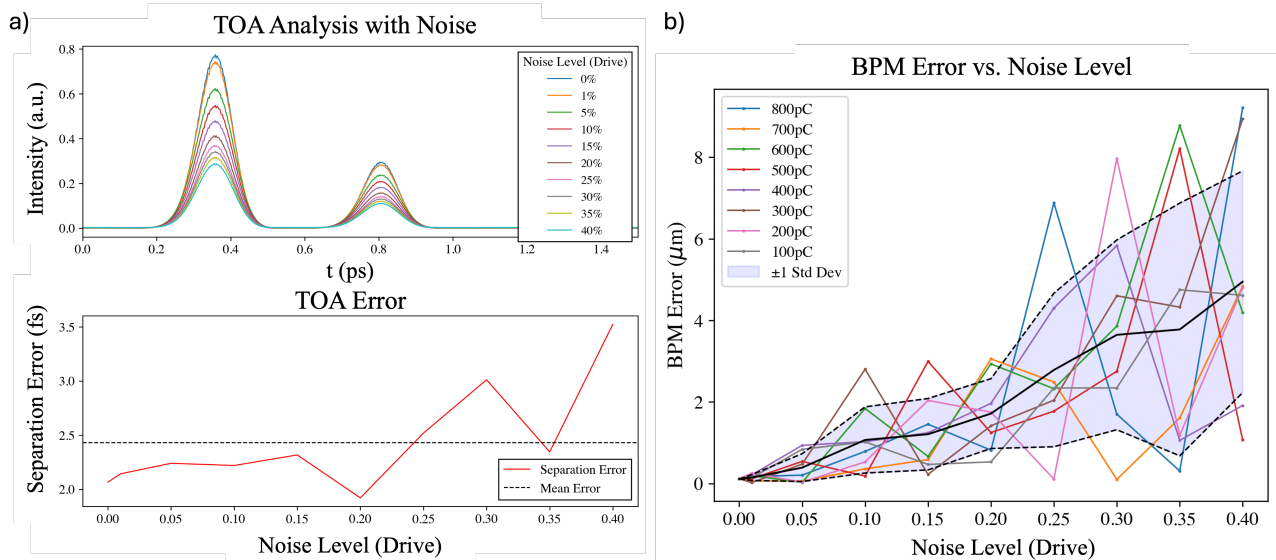 a)
TOA Analysis with Noise
Intensity (a.u.)
0.8
0.6
0.4
0.2
0.0
0.0 0.2 0.4 0.6 0.8 1.0 1.2 1.4
t (ps)
Noise Level (Drive)
0%
1%
5%
10%
15%
20%
25%
30%
35%
40%
TOA Error
Separation Error (fs)
3.5
3.0
2.5
2.0
Separation Error
Mean Error
0.00 0.05 0.10 0.15 0.20 0.25 0.30 0.35 0.40
Noise Level (Drive)
b)
BPM Error vs. Noise Level
BPM Error (μm)
8
6
4
2
0
800pC
700pC
600pC
500pC
400pC
300pC
200pC
100pC
±1 Std Dev
0.00 0.05 0.10 0.15 0.20 0.25 0.30 0.35 0.40
Noise Level (Drive)